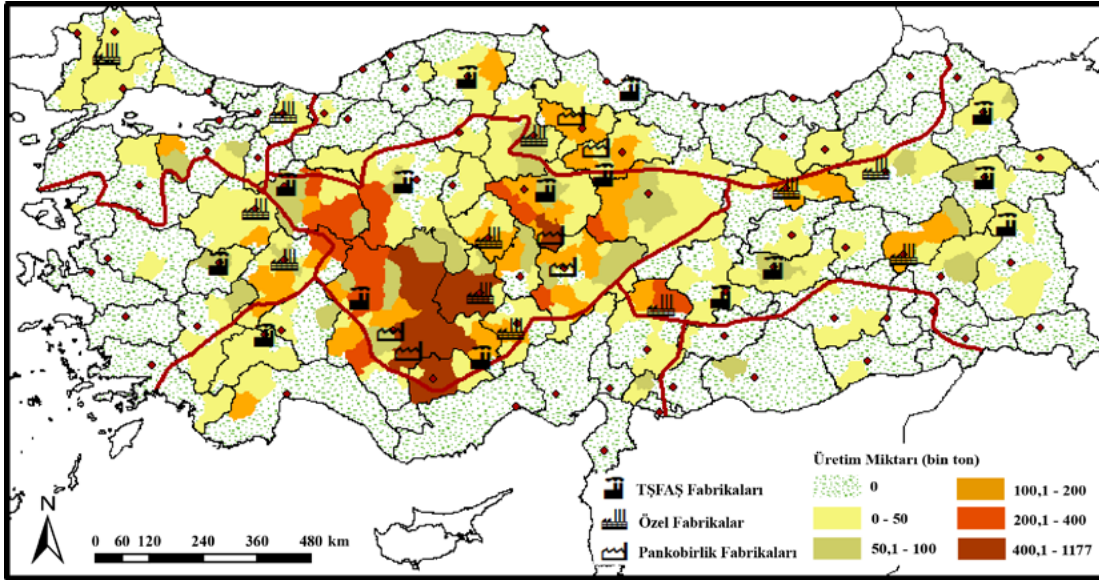 N
0 60 120 240 360 480 km
TŞFAŞ Fabrikaları
Özel Fabrikalar
Pankobirlik Fabrikaları
Üretim Miktarı (bin ton)
0
0 - 50
50,1 - 100
100,1 - 200
200,1 - 400
400,1 - 1177